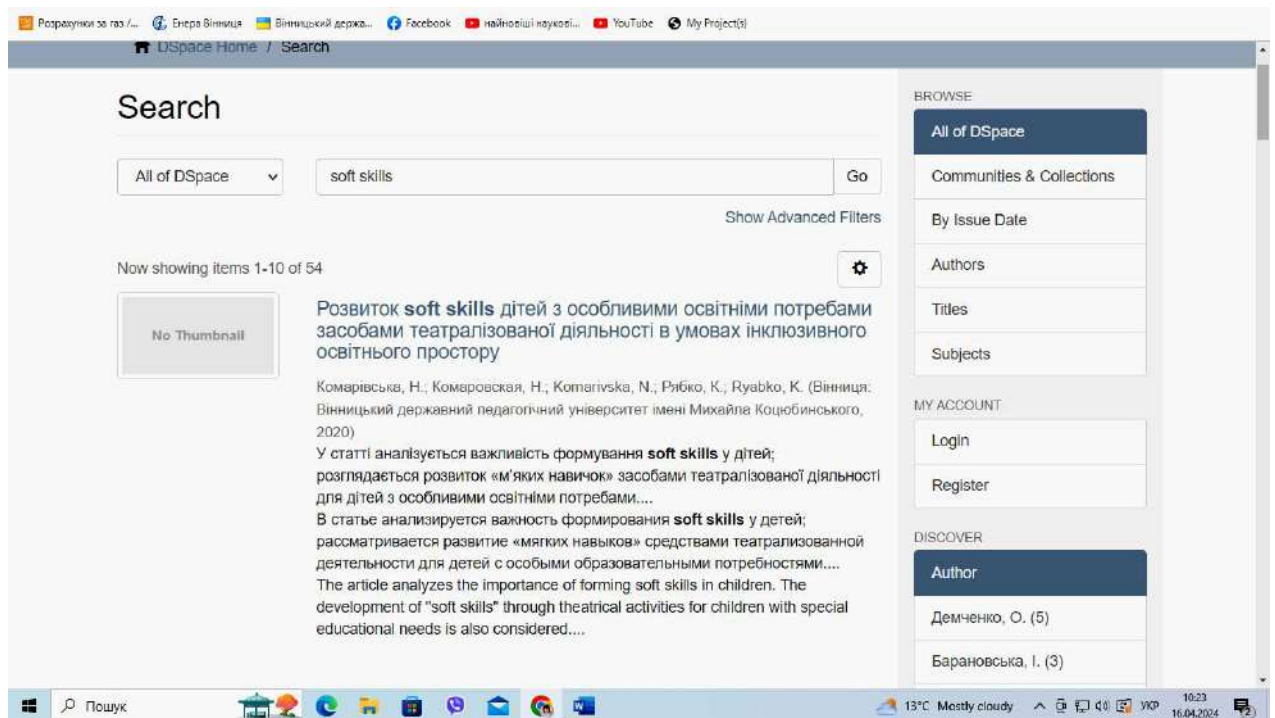 Розрахунки за газ /...
Енера Вінниця
Вінницький держа...
Facebook
найновіші наукові...
YouTube
My Project(s)
DSpace Home / Search
Search
All of DSpace
soft skills
Go
Show Advanced Filters
Now showing items 1-10 of 54
No Thumbnail
Розвиток soft skills дітей з особливими освітніми потребами
засобами театралізованої діяльності в умовах інклюзивного
освітнього простору
Комарівська, Н.; Комаровская, Н.; Komarivska, N.; Рябко, К.; Ryabko, K. (Вінниця:
Вінницький державний педагогічний університет імені Михайла Коцюбинського,
2020)
У статті аналізується важливість формування soft skills у дітей;
розглядається розвиток «м'яких навичок» засобами театралізованої діяльності
для дітей з особливими освітніми потребами....
В статье анализируется важность формирования soft skills у детей;
рассматривается развитие «мягких навыков» средствами театрализованной
деятельности для детей с особыми образовательными потребностями....
The article analyzes the importance of forming soft skills in children. The
development of "soft skills" through theatrical activities for children with special
educational needs is also considered....
BROWSE
All of DSpace
Communities & Collections
By Issue Date
Authors
Titles
Subjects
MY ACCOUNT
Login
Register
DISCOVER
Author
Демченко, О. (5)
Барановська, І. (3)
Пошук
13°C Mostly cloudy
УКР
10:23
16.04.2024
2